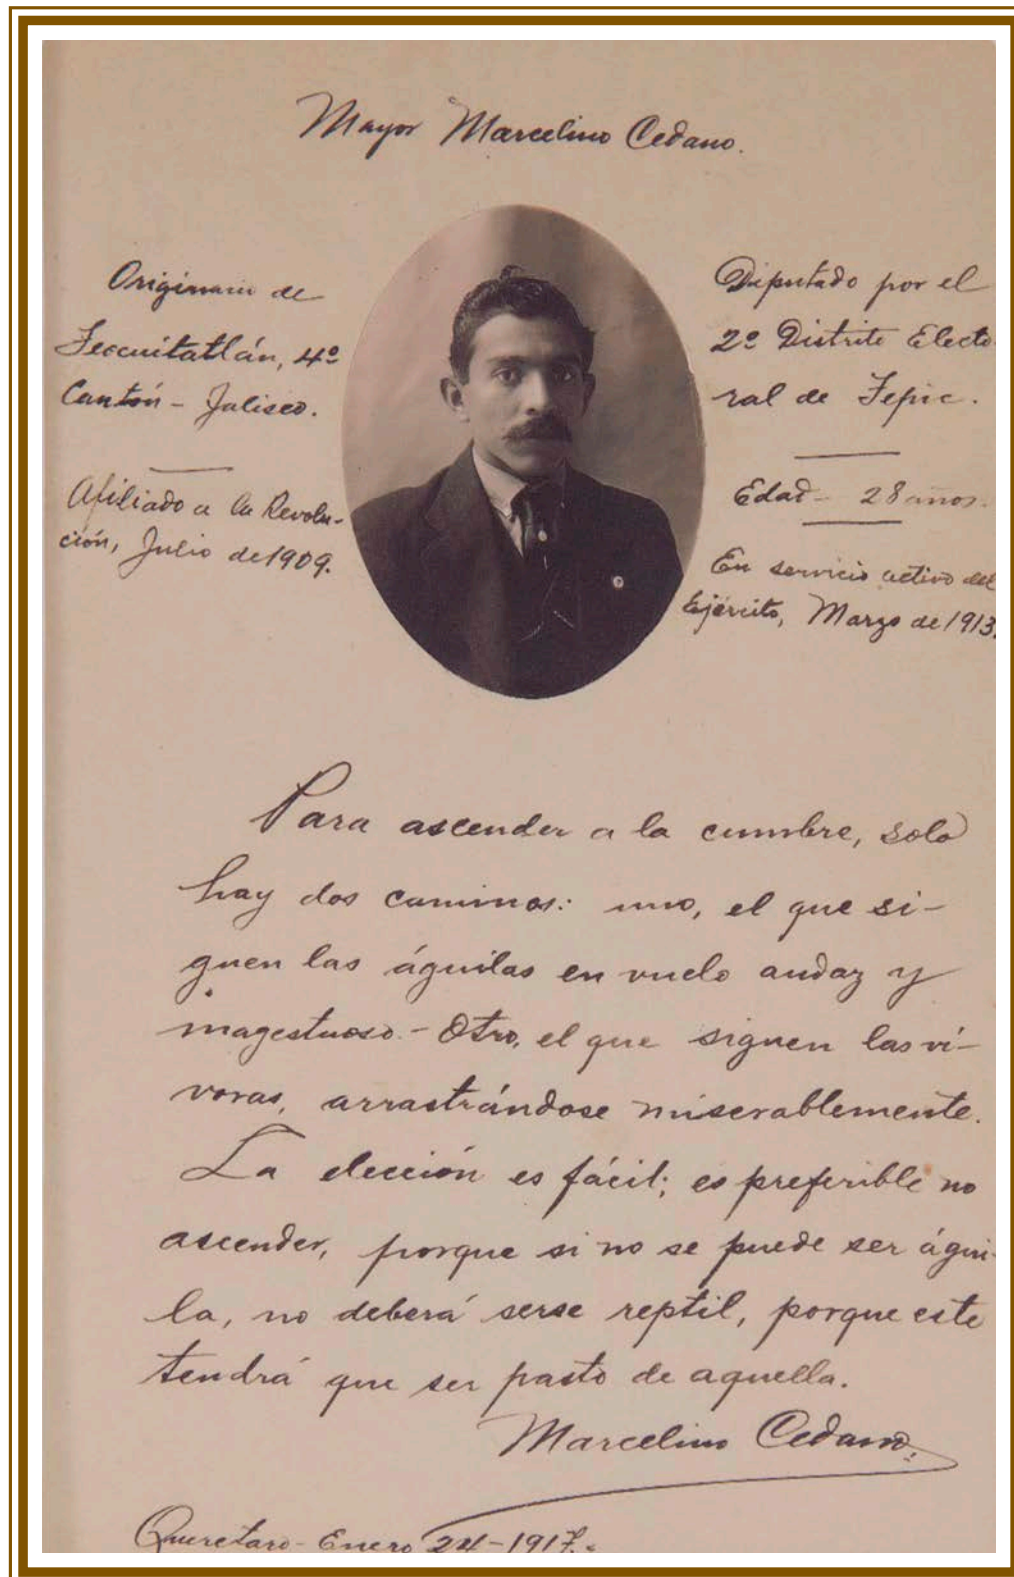 Mayor Marcelino Cedano.
Originario de
Teocuitatlán, 4º
Cantón - Jalisco.
Afiliado a la Revolu-
ción, Julio de 1909.
Diputado por el
2º Distrito Electo-
ral de Tepic.
Edad - 28 años.
En servicio activo del
Ejército, Marzo de 1913.
Para ascender a la cumbre, solo
hay dos caminos: uno, el que si-
guen las águilas en vuelo audaz y
magestuoso. - Otro, el que siguen las ví-
voras, arrastrándose miserablemente.
La elección es fácil; es preferible no
ascender, porque si no se puede ser águi-
la, no deberá serse reptil, porque este
tendrá que ser pasto de aquella.
Marcelino Cedano.
Querétaro - Enero 24 - 1917.